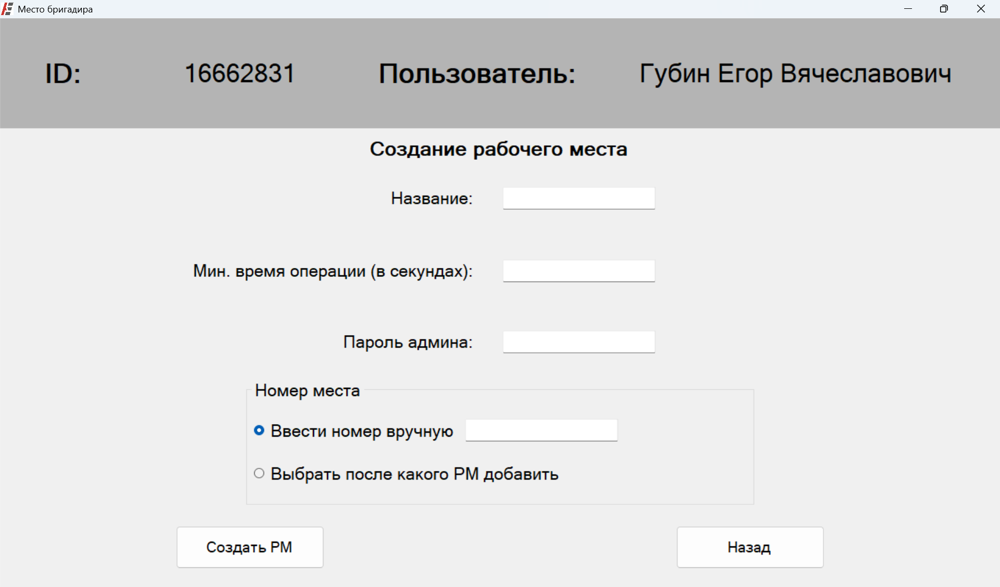 Место бригадира
ID: 16662831 Пользователь: Губин Егор Вячеславович
Создание рабочего места
Название:
Мин. время операции (в секундах):
Пароль админа:
Номер места
Ввести номер вручную
Выбрать после какого РМ добавить
Создать РМ
Назад